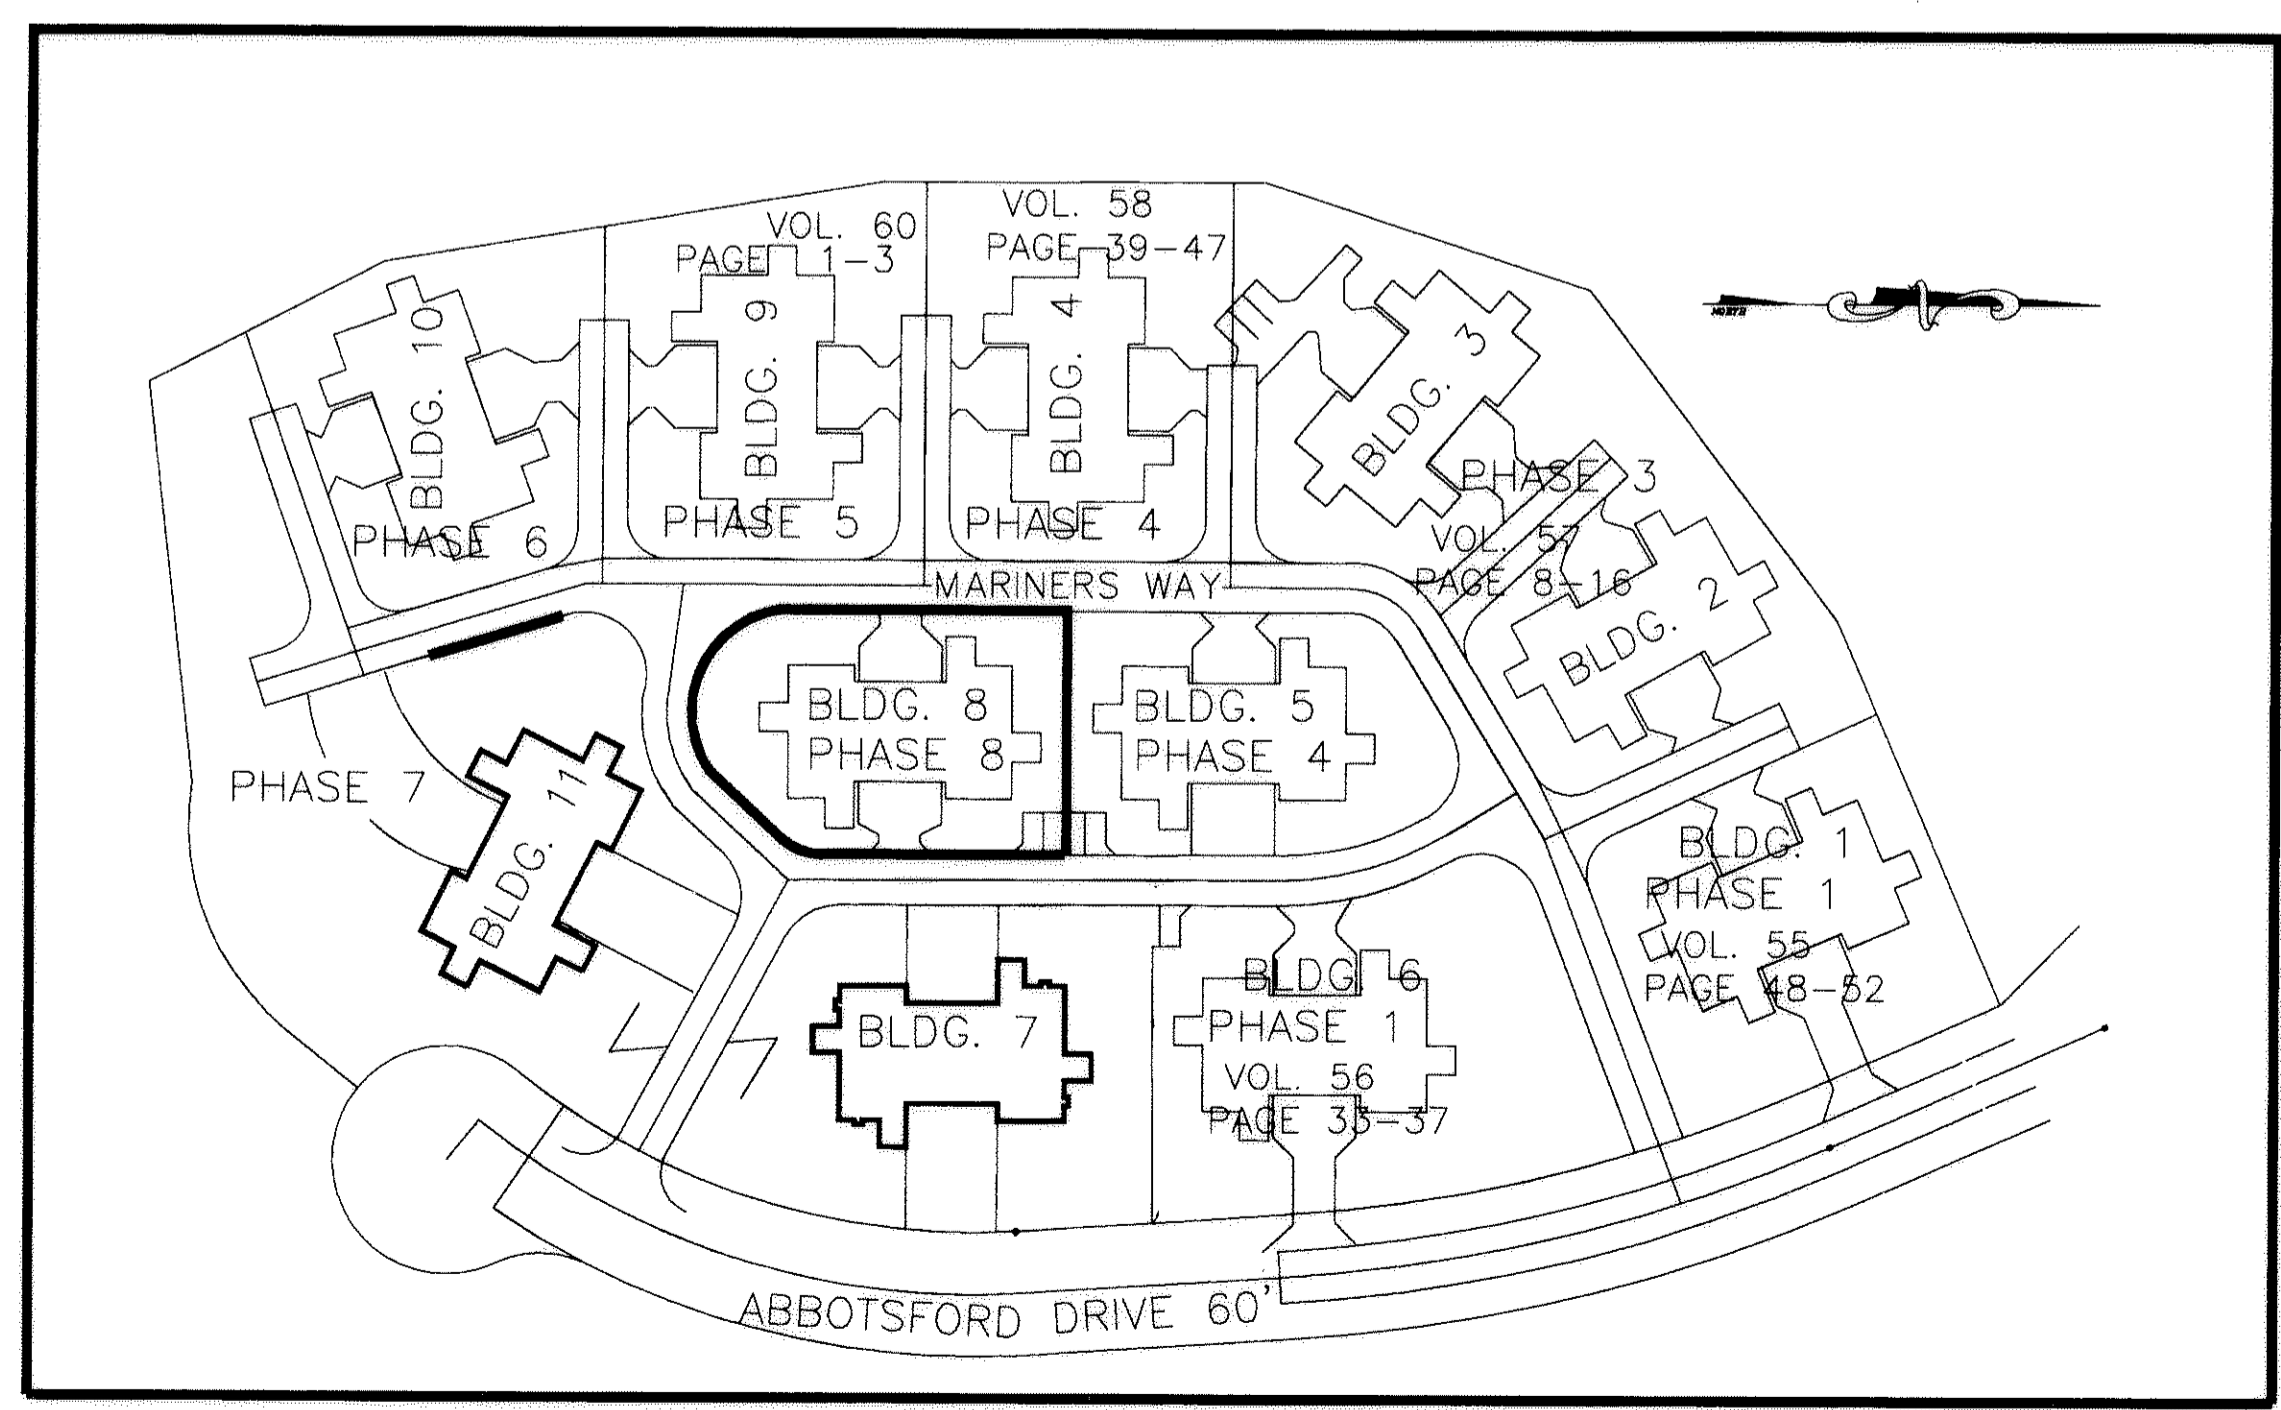 VOL. 58
PAGE 39-47
VOL. 60
PAGE 1-3
NORTH
BLDG. 10
PHASE 6
BLDG. 9
PHASE 5
BLDG. 4
PHASE 4
BLDG. 3
PHASE 3
VOL. 57
PAGE 8-16
BLDG. 2
MARINERS WAY
BLDG. 8
PHASE 8
BLDG. 5
PHASE 4
PHASE 7
BLDG. 11
BLDG. 1
PHASE 1
VOL. 55
PAGE 48-52
BLDG. 7
BLDG. 6
PHASE 1
VOL. 56
PAGE 33-37
ABBOTSFORD DRIVE 60'